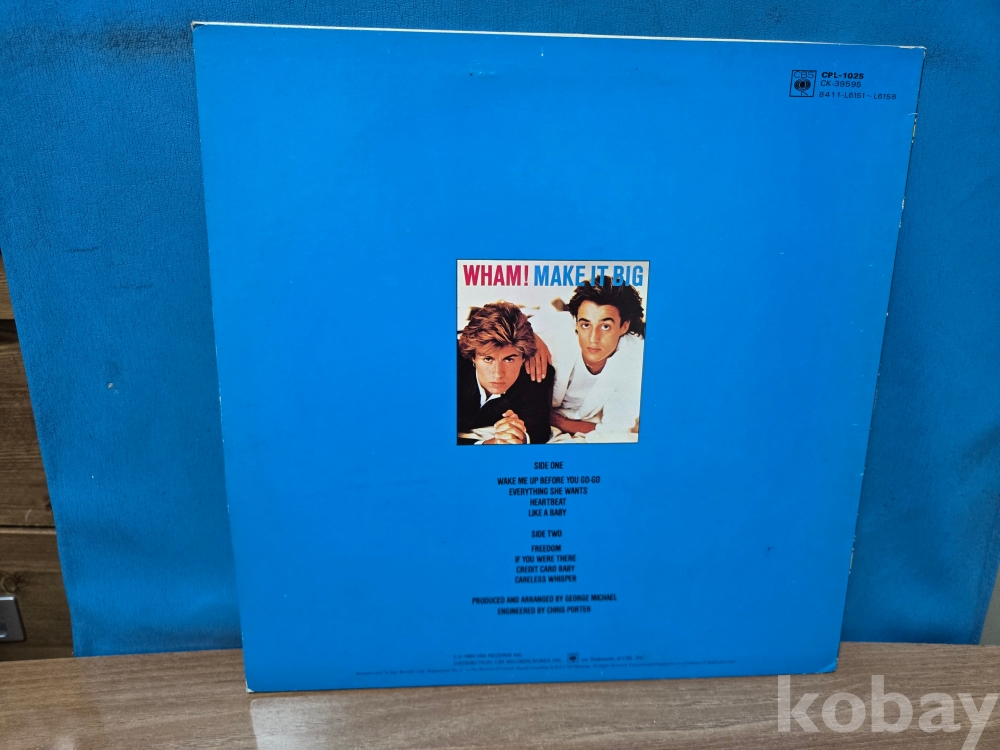 CBS
CPL-1025
CK-39595
8411-L6151~L6158
WHAM! MAKE IT BIG
SIDE ONE
WAKE ME UP BEFORE YOU GO-GO
EVERYTHING SHE WANTS
HEARTBEAT
LIKE A BABY
SIDE TWO
FREEDOM
IF YOU WERE THERE
CREDIT CARD BABY
CARELESS WHISPER
PRODUCED AND ARRANGED BY GEORGE MICHAEL
ENGINEERED BY CHRIS PORTER
kobay